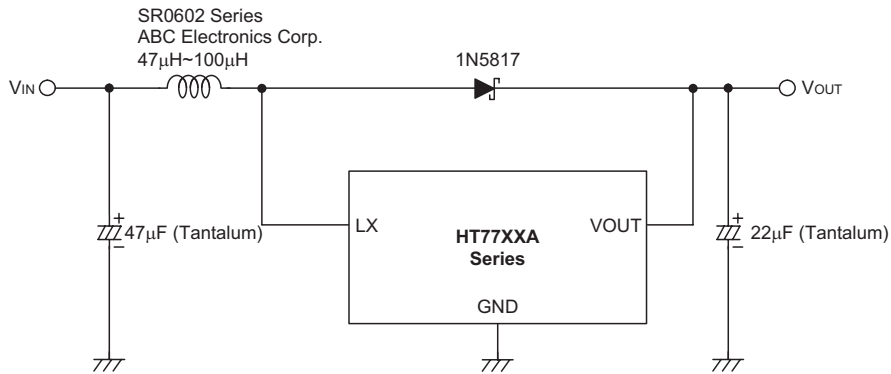 SR0602 Series
ABC Electronics Corp.
47μH~100μH
1N5817
VIN
VOUT
LX
HT77XXA
Series
VOUT
GND
+
47μF (Tantalum)
−
+
22μF (Tantalum)
−